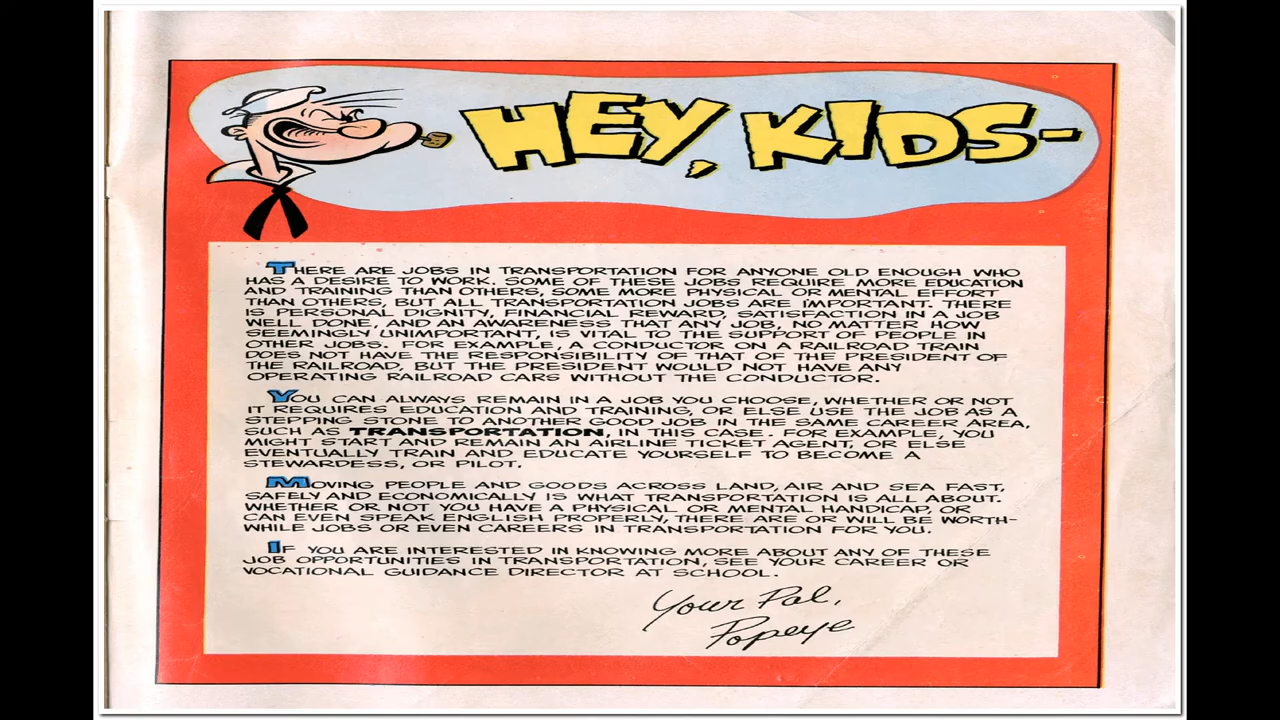 HEY, KIDS-
THERE ARE JOBS IN TRANSPORTATION FOR ANYONE OLD ENOUGH WHO
HAS A DESIRE TO WORK. SOME OF THESE JOBS REQUIRE MORE EDUCATION
AND TRAINING THAN OTHERS, SOME MORE PHYSICAL OR MENTAL EFFORT
THAN OTHERS, BUT ALL TRANSPORTATION JOBS ARE IMPORTANT. THERE
IS PERSONAL DIGNITY, FINANCIAL REWARD, SATISFACTION IN A JOB
WELL DONE, AND AN AWARENESS THAT ANY JOB, NO MATTER HOW
SEEMINGLY UNIMPORTANT, IS VITAL TO THE SUPPORT OF PEOPLE IN
OTHER JOBS. FOR EXAMPLE, A CONDUCTOR ON A RAILROAD TRAIN
DOES NOT HAVE THE RESPONSIBILITY OF THAT OF THE PRESIDENT OF
THE RAILROAD, BUT THE PRESIDENT WOULD NOT HAVE ANY
OPERATING RAILROAD CARS WITHOUT THE CONDUCTOR.
YOU CAN ALWAYS REMAIN IN A JOB YOU CHOOSE, WHETHER OR NOT
IT REQUIRES EDUCATION AND TRAINING, OR ELSE USE THE JOB AS A
STEPPING STONE TO ANOTHER GOOD JOB IN THE SAME CAREER AREA,
SUCH AS TRANSPORTATION, IN THIS CASE. FOR EXAMPLE, YOU
MIGHT START AND REMAIN AN AIRLINE TICKET AGENT, OR ELSE
EVENTUALLY TRAIN AND EDUCATE YOURSELF TO BECOME A
STEWARDESS, OR PILOT.
MOVING PEOPLE AND GOODS ACROSS LAND, AIR AND SEA FAST,
SAFELY AND ECONOMICALLY IS WHAT TRANSPORTATION IS ALL ABOUT.
WHETHER OR NOT YOU HAVE A PHYSICAL OR MENTAL HANDICAP, OR
CAN EVEN SPEAK ENGLISH PROPERLY, THERE ARE OR WILL BE WORTH-
WHILE JOBS OR EVEN CAREERS IN TRANSPORTATION FOR YOU.
IF YOU ARE INTERESTED IN KNOWING MORE ABOUT ANY OF THESE
JOB OPPORTUNITIES IN TRANSPORTATION, SEE YOUR CAREER OR
VOCATIONAL GUIDANCE DIRECTOR AT SCHOOL.
Your Pal,
Popeye